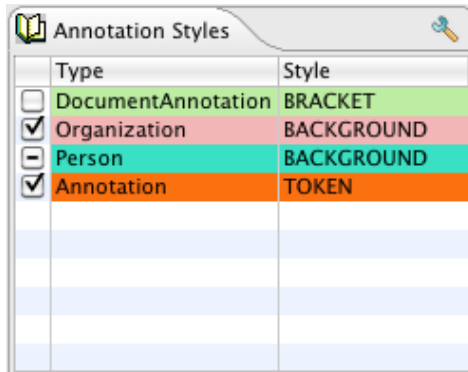 Annotation Styles
Type Style
DocumentAnnotation BRACKET
Organization BACKGROUND
Person BACKGROUND
Annotation TOKEN